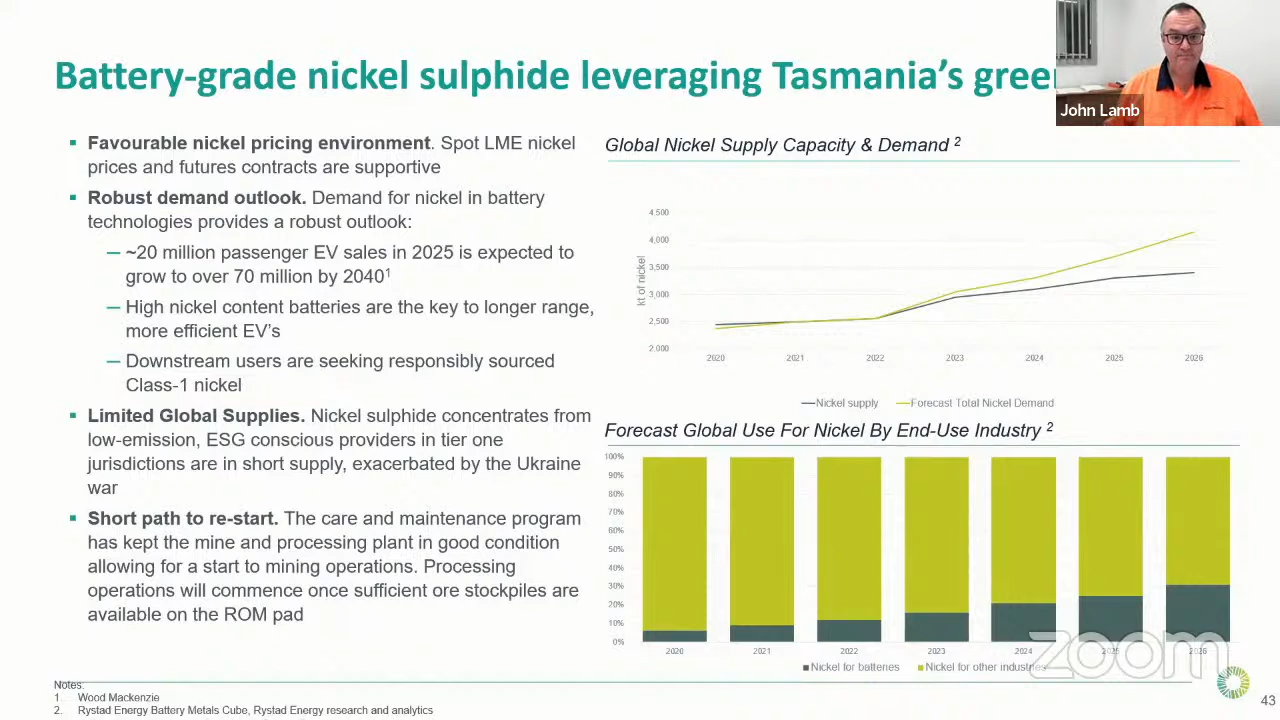 Battery-grade nickel sulphide leveraging Tasmania's green
John Lamb
▪ Favourable nickel pricing environment. Spot LME nickel
prices and futures contracts are supportive
▪ Robust demand outlook. Demand for nickel in battery
technologies provides a robust outlook:
— ~20 million passenger EV sales in 2025 is expected to
grow to over 70 million by 2040¹
— High nickel content batteries are the key to longer range,
more efficient EV's
— Downstream users are seeking responsibly sourced
Class-1 nickel
▪ Limited Global Supplies. Nickel sulphide concentrates from
low-emission, ESG conscious providers in tier one
jurisdictions are in short supply, exacerbated by the Ukraine
war
▪ Short path to re-start. The care and maintenance program
has kept the mine and processing plant in good condition
allowing for a start to mining operations. Processing
operations will commence once sufficient ore stockpiles are
available on the ROM pad
Global Nickel Supply Capacity & Demand ²
kt of nickel
4,500
4,000
3,500
3,000
2,500
2,000
2020 2021 2022 2023 2024 2025 2026
Nickel supply Forecast Total Nickel Demand
Forecast Global Use For Nickel By End-Use Industry ²
100%
90%
80%
70%
60%
50%
40%
30%
20%
10%
0%
2020 2021 2022 2023 2024 2025 2026
Nickel for batteries Nickel for other industries
zoom
Notes:
1. Wood Mackenzie
2. Rystad Energy Battery Metals Cube, Rystad Energy research and analytics
43